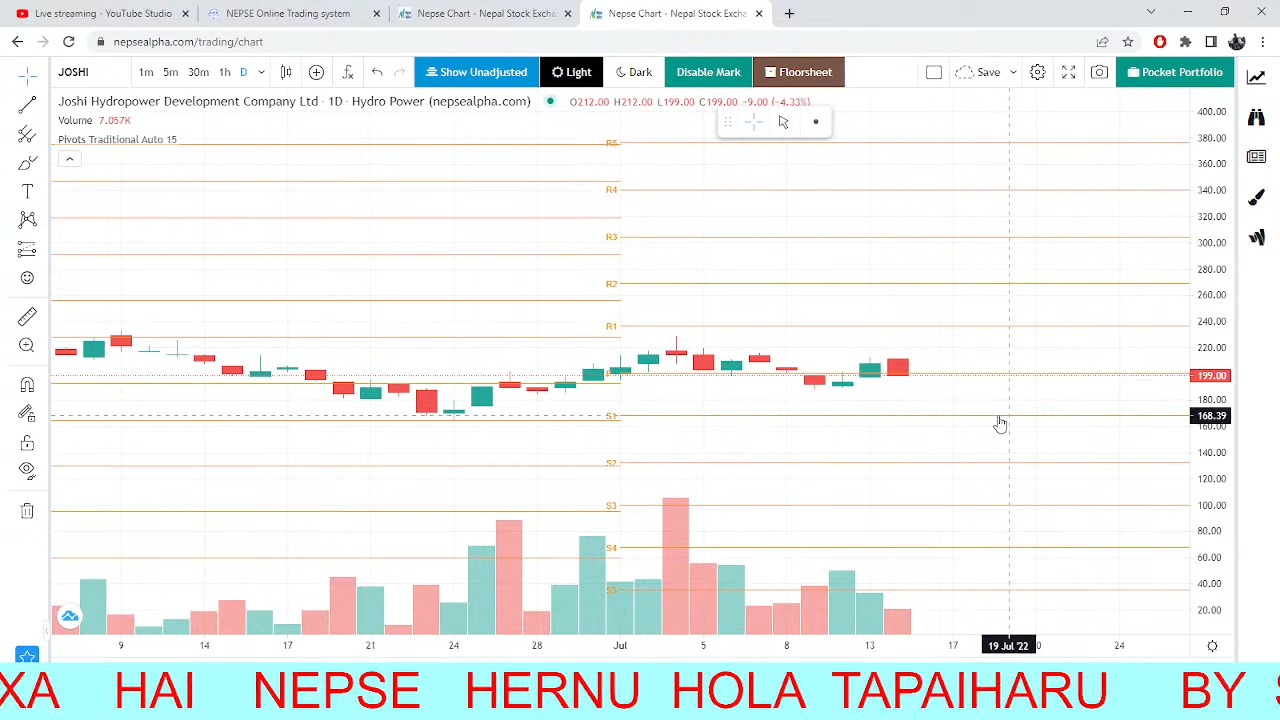 Live streaming - YouTube Studio
NEPSE Online Trading system
Nepse Chart - Nepal Stock Excha
Nepse Chart - Nepal Stock Excha
nepsealpha.com/trading/chart
JOSHI 1m 5m 30m 1h D Show Unadjusted Light Dark Disable Mark Floorsheet Save Pocket Portfolio
Joshi Hydropower Development Company Ltd · 1D · Hydro Power (nepsealpha.com) O212.00 H212.00 L199.00 C199.00 -9.00 (-4.33%)
Volume 7.057K
Pivots Traditional Auto 15
R5
R4
R3
R2
R1
P
S1
S2
S3
S4
S5
400.00
380.00
360.00
340.00
320.00
300.00
280.00
260.00
240.00
220.00
199.00
180.00
168.39
160.00
140.00
120.00
100.00
80.00
60.00
40.00
20.00
9 14 17 21 24 28 Jul 5 8 13 17 19 Jul '22 0 24
XA HAI NEPSE HERNU HOLA TAPAIHARU BY S